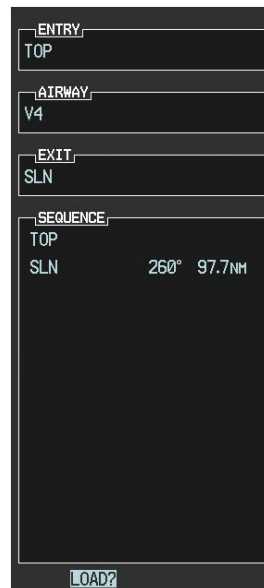 ENTRY
TOP
AIRWAY
V4
EXIT
SLN
SEQUENCE
TOP
SLN 260° 97.7NM
LOAD?